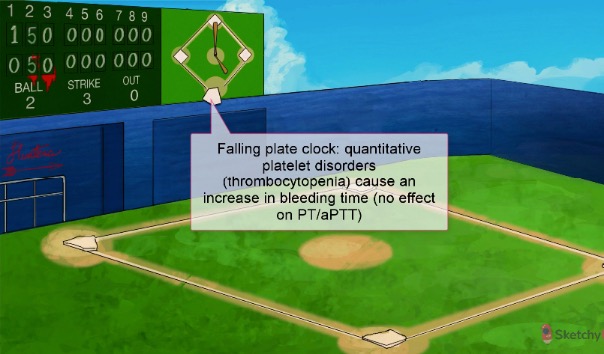 1 2 3 4 5 6 7 8 9
1 5 0 0 0 0 0 0 0
0 5 0 0 0 0 0 0 0
BALL STRIKE OUT
2 3 0
Falling plate clock: quantitative
platelet disorders
(thrombocytopenia) cause an
increase in bleeding time (no effect
on PT/aPTT)
Sketchy